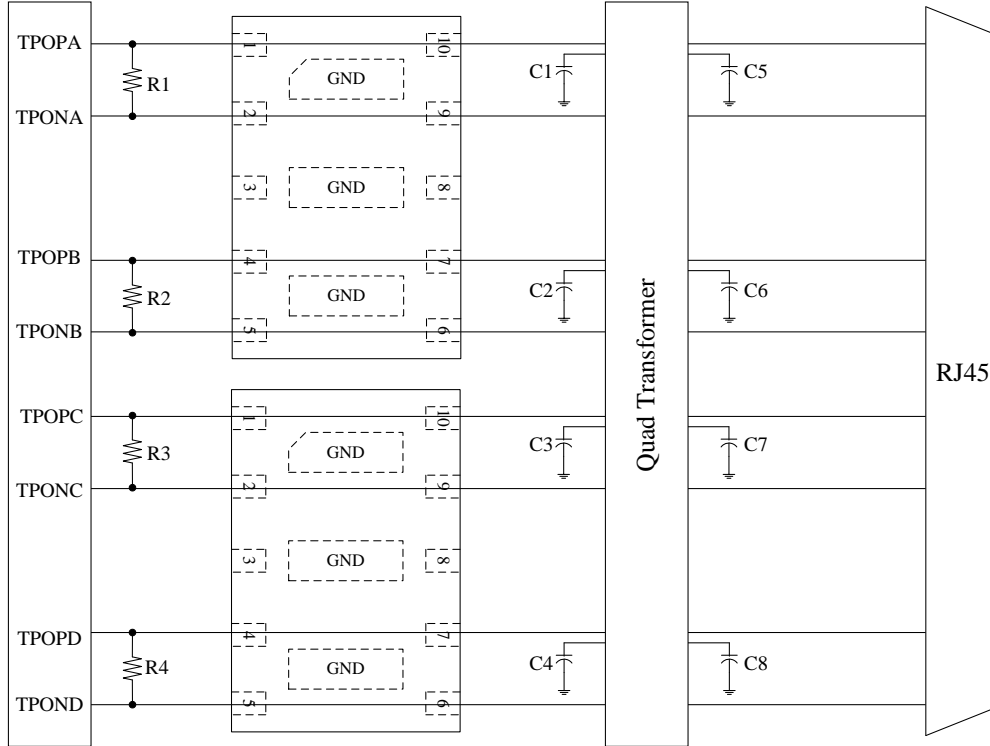 TPOPA
1
10
GND
R1
C1
C5
TPONA
2
9
3
GND
8
TPOPB
4
7
R2
GND
C2
C6
TPONB
5
6
Quad Transformer
RJ45
TPOPC
1
10
R3
GND
C3
C7
TPONC
2
9
3
GND
8
TPOPD
4
7
R4
GND
C4
C8
TPOND
5
6